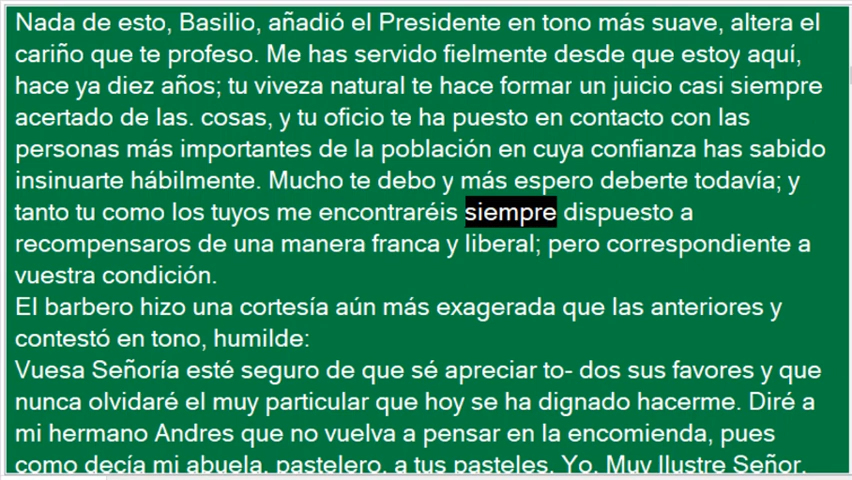 Nada de esto, Basilio, añadió el Presidente en tono más suave, altera el
cariño que te profeso. Me has servido fielmente desde que estoy aquí,
hace ya diez años; tu viveza natural te hace formar un juicio casi siempre
acertado de las. cosas, y tu oficio te ha puesto en contacto con las
personas más importantes de la población en cuya confianza has sabido
insinuarte hábilmente. Mucho te debo y más espero deberte todavía; y
tanto tu como los tuyos me encontraréis siempre dispuesto a
recompensaros de una manera franca y liberal; pero correspondiente a
vuestra condición.
El barbero hizo una cortesía aún más exagerada que las anteriores y
contestó en tono, humilde:
Vuesa Señoría esté seguro de que sé apreciar to- dos sus favores y que
nunca olvidaré el muy particular que hoy se ha dignado hacerme. Diré a
mi hermano Andres que no vuelva a pensar en la encomienda, pues
como decía mi abuela, pastelero, a tus pasteles. Yo, Muy Ilustre Señor,